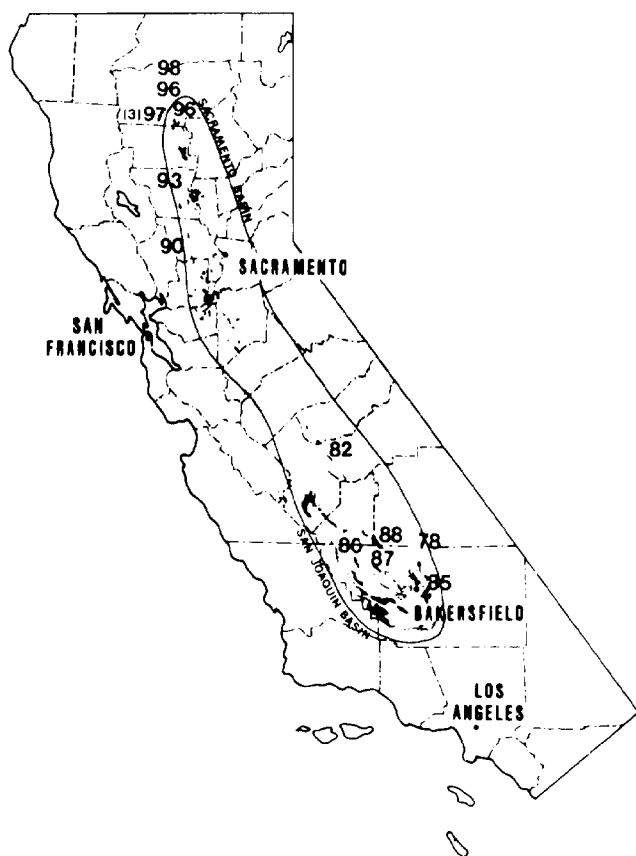 98
96
(3)97 96
SACRAMENTO BASIN
93
90
SACRAMENTO
SAN
FRANCISCO
82
86 88 78
87
SAN JOAQUIN BASIN
85
BAKERSFIELD
LOS
ANGELES